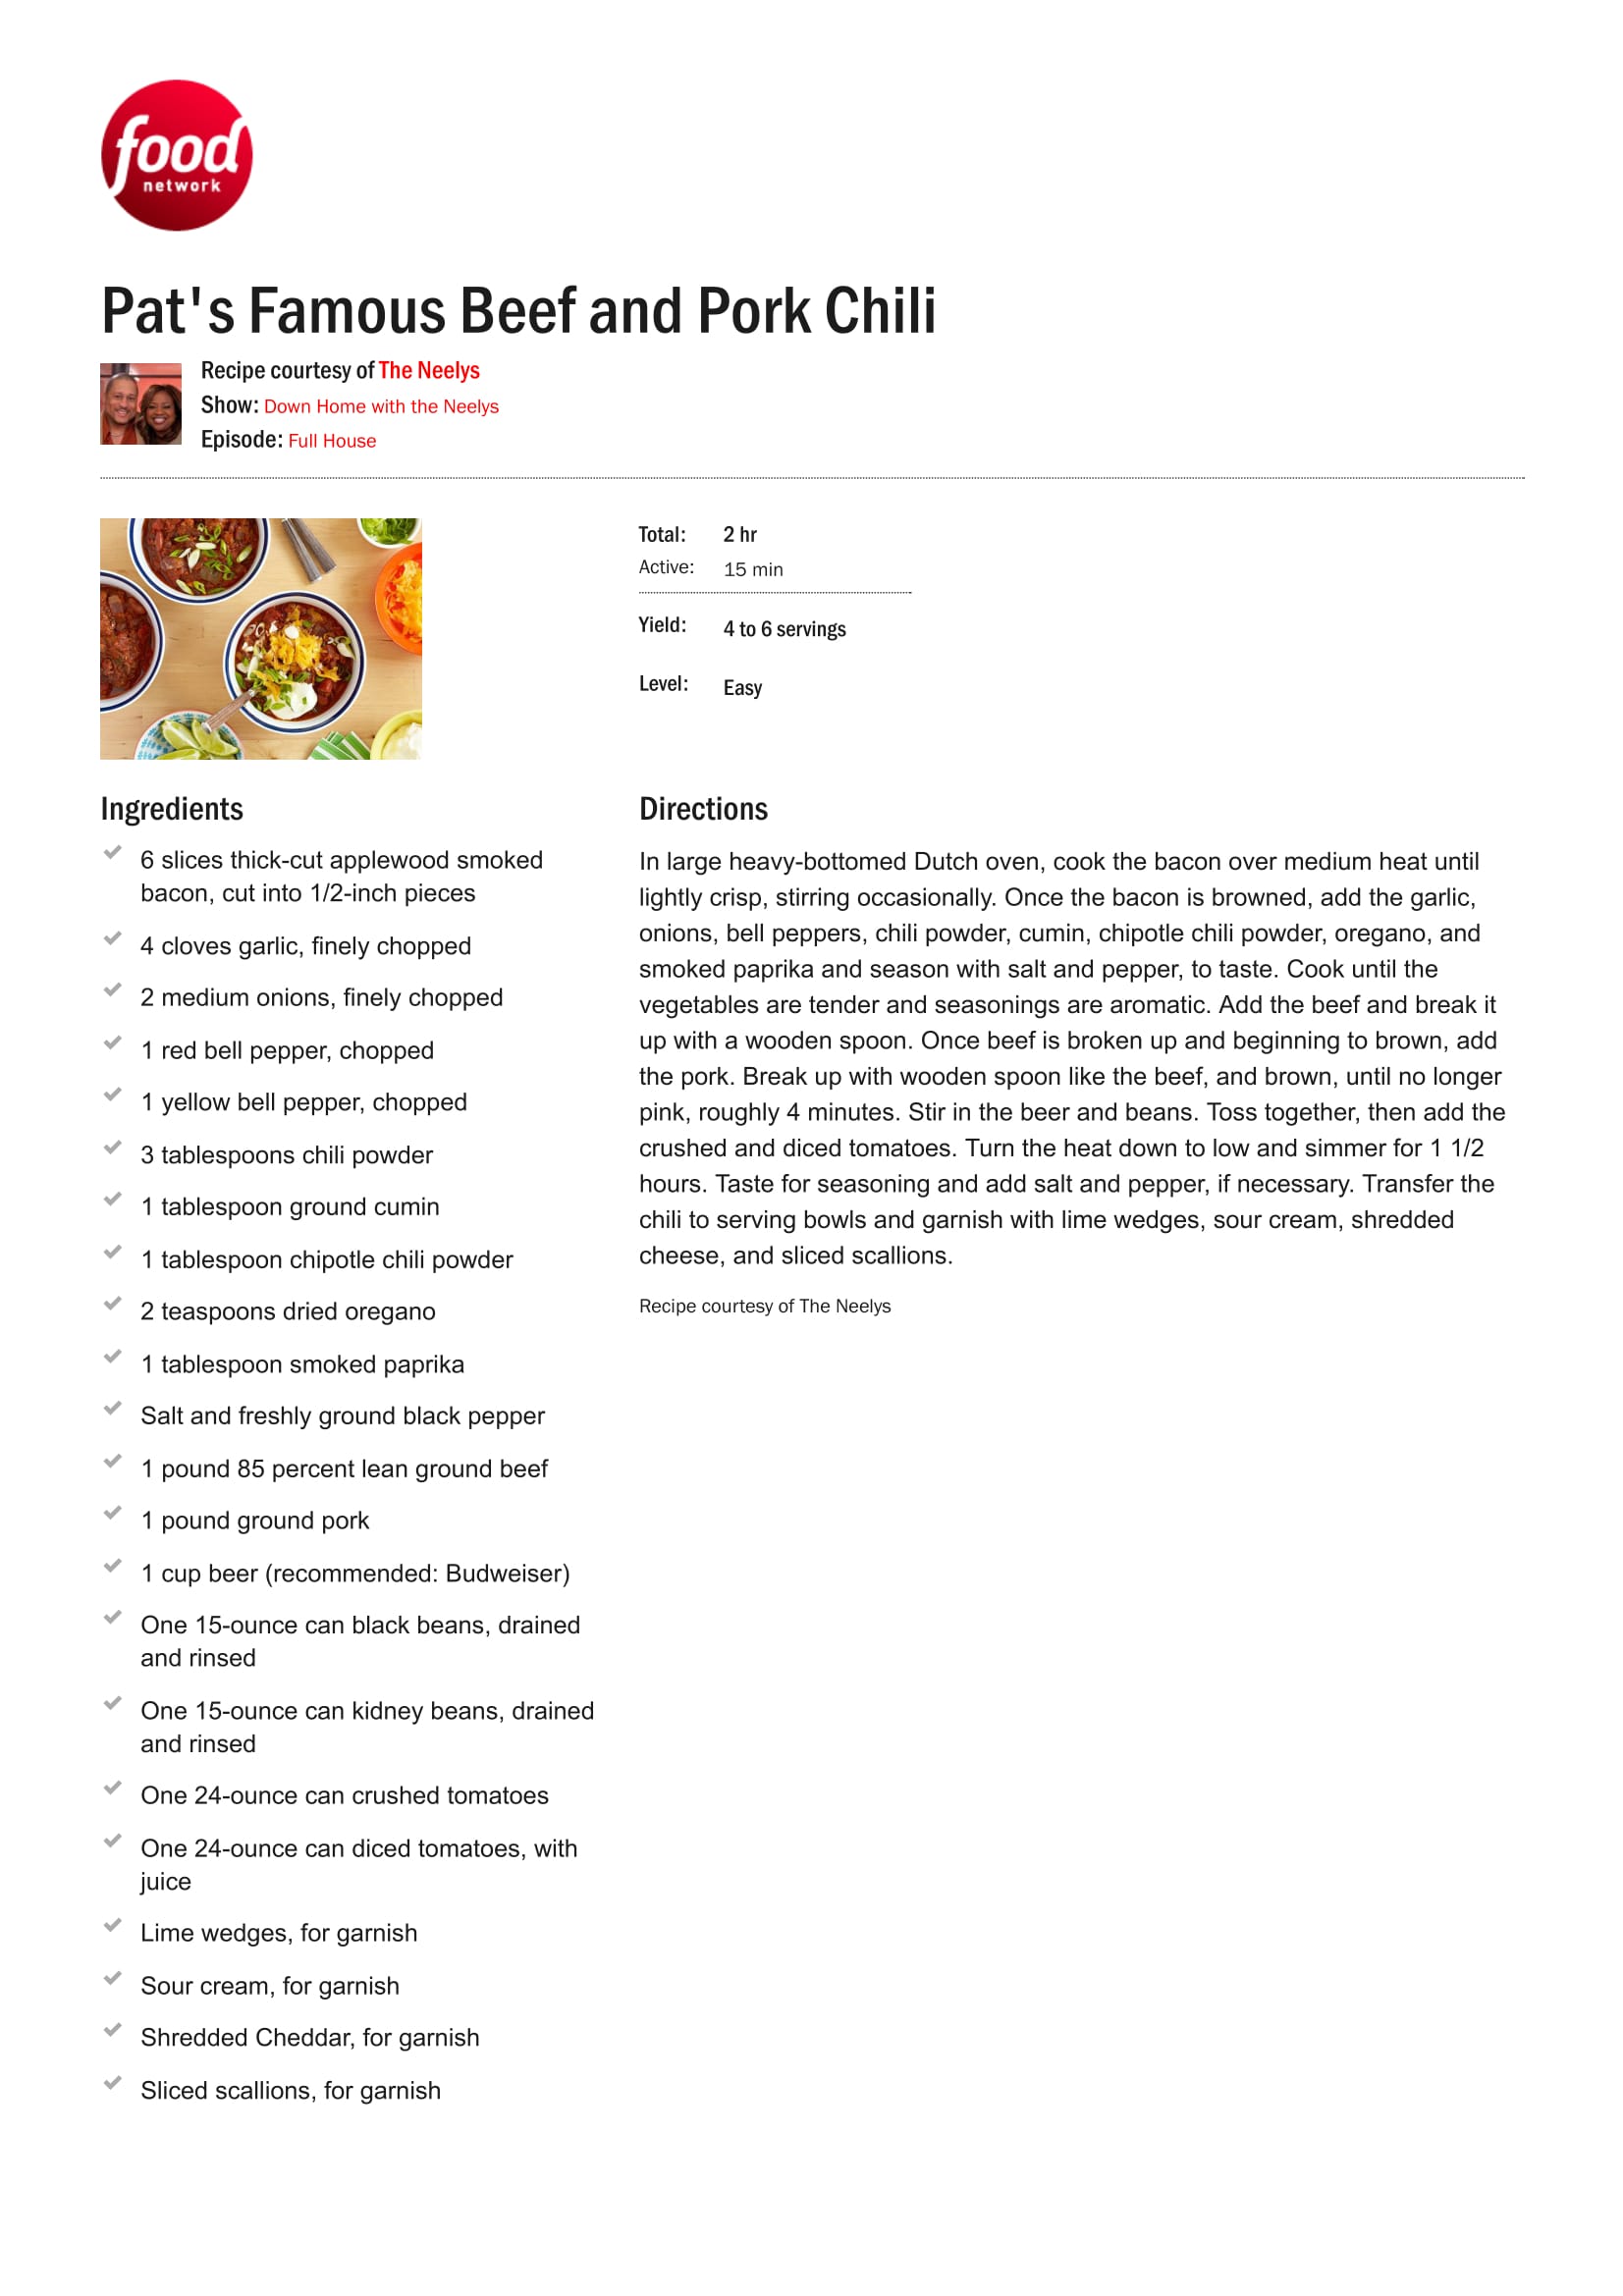 food
network
Pat's Famous Beef and Pork Chili
Recipe courtesy of The Neelys
Show: Down Home with the Neelys
Episode: Full House
Total: 2 hr
Active: 15 min
Yield: 4 to 6 servings
Level: Easy
Ingredients
6 slices thick-cut applewood smoked
bacon, cut into 1/2-inch pieces
4 cloves garlic, finely chopped
2 medium onions, finely chopped
1 red bell pepper, chopped
1 yellow bell pepper, chopped
3 tablespoons chili powder
1 tablespoon ground cumin
1 tablespoon chipotle chili powder
2 teaspoons dried oregano
1 tablespoon smoked paprika
Salt and freshly ground black pepper
1 pound 85 percent lean ground beef
1 pound ground pork
1 cup beer (recommended: Budweiser)
One 15-ounce can black beans, drained
and rinsed
One 15-ounce can kidney beans, drained
and rinsed
One 24-ounce can crushed tomatoes
One 24-ounce can diced tomatoes, with
juice
Lime wedges, for garnish
Sour cream, for garnish
Shredded Cheddar, for garnish
Sliced scallions, for garnish
Directions
In large heavy-bottomed Dutch oven, cook the bacon over medium heat until
lightly crisp, stirring occasionally. Once the bacon is browned, add the garlic,
onions, bell peppers, chili powder, cumin, chipotle chili powder, oregano, and
smoked paprika and season with salt and pepper, to taste. Cook until the
vegetables are tender and seasonings are aromatic. Add the beef and break it
up with a wooden spoon. Once beef is broken up and beginning to brown, add
the pork. Break up with wooden spoon like the beef, and brown, until no longer
pink, roughly 4 minutes. Stir in the beer and beans. Toss together, then add the
crushed and diced tomatoes. Turn the heat down to low and simmer for 1 1/2
hours. Taste for seasoning and add salt and pepper, if necessary. Transfer the
chili to serving bowls and garnish with lime wedges, sour cream, shredded
cheese, and sliced scallions.
Recipe courtesy of The Neelys